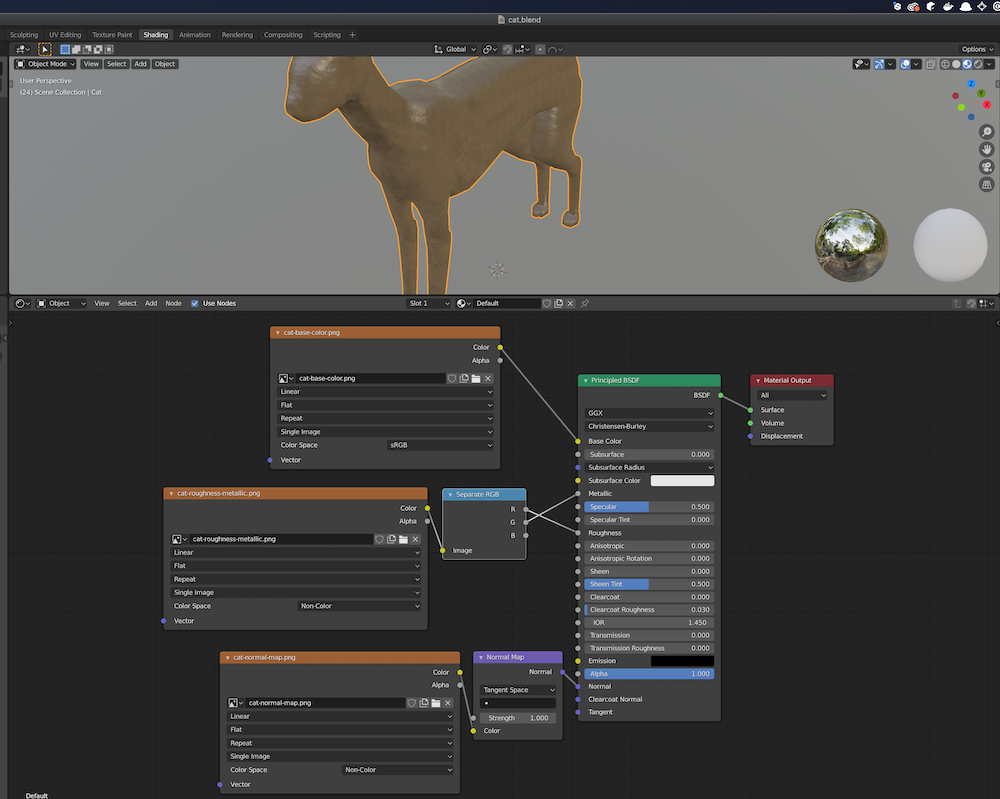 cat.blend
Sculpting UV Editing Texture Paint Shading Animation Rendering Compositing Scripting +
Global Options
Object Mode View Select Add Object
User Perspective
(24) Scene Collection | Cat
Z
Y
X
Object View Select Add Node Use Nodes Slot 1 Default
cat-base-color.png
Color
Alpha
cat-base-color.png
Linear
Flat
Repeat
Single Image
Color Space sRGB
Vector
Principled BSDF
BSDF
GGX
Christensen-Burley
Base Color
Subsurface 0.000
Subsurface Radius
Subsurface Color
Metallic
Specular 0.500
Specular Tint 0.000
Roughness
Anisotropic 0.000
Anisotropic Rotation 0.000
Sheen 0.000
Sheen Tint 0.500
Clearcoat 0.000
Clearcoat Roughness 0.030
IOR 1.450
Transmission 0.000
Transmission Roughness 0.000
Emission
Alpha 1.000
Normal
Clearcoat Normal
Tangent
Material Output
All
Surface
Volume
Displacement
cat-roughness-metallic.png
Color
Alpha
cat-roughness-metallic.png
Linear
Flat
Repeat
Single Image
Color Space Non-Color
Vector
Separate RGB
R
G
B
Image
cat-normal-map.png
Color
Alpha
cat-normal-map.png
Linear
Flat
Repeat
Single Image
Color Space Non-Color
Vector
Normal Map
Normal
Tangent Space
Strength 1.000
Color
Default